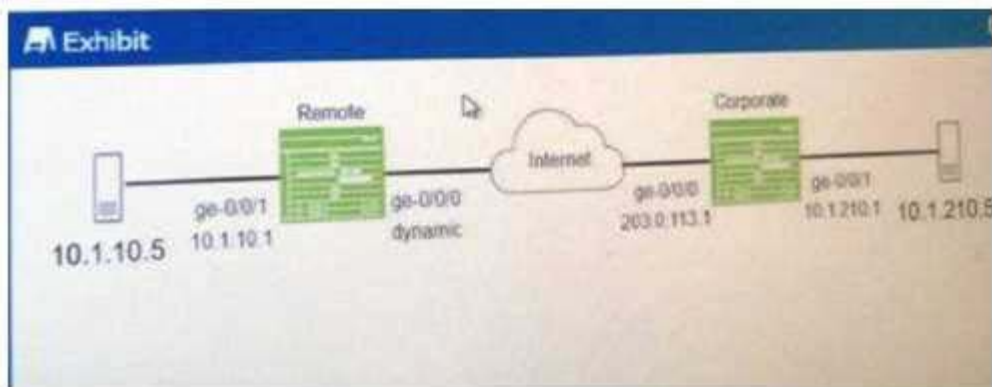 Exhibit
Remote
Corporate
Internet
ge-0/0/1
10.1.10.1
ge-0/0/0
dynamic
ge-0/0/0
203.0.113.1
ge-0/0/1
10.1.210.1
10.1.10.5
10.1.210.5